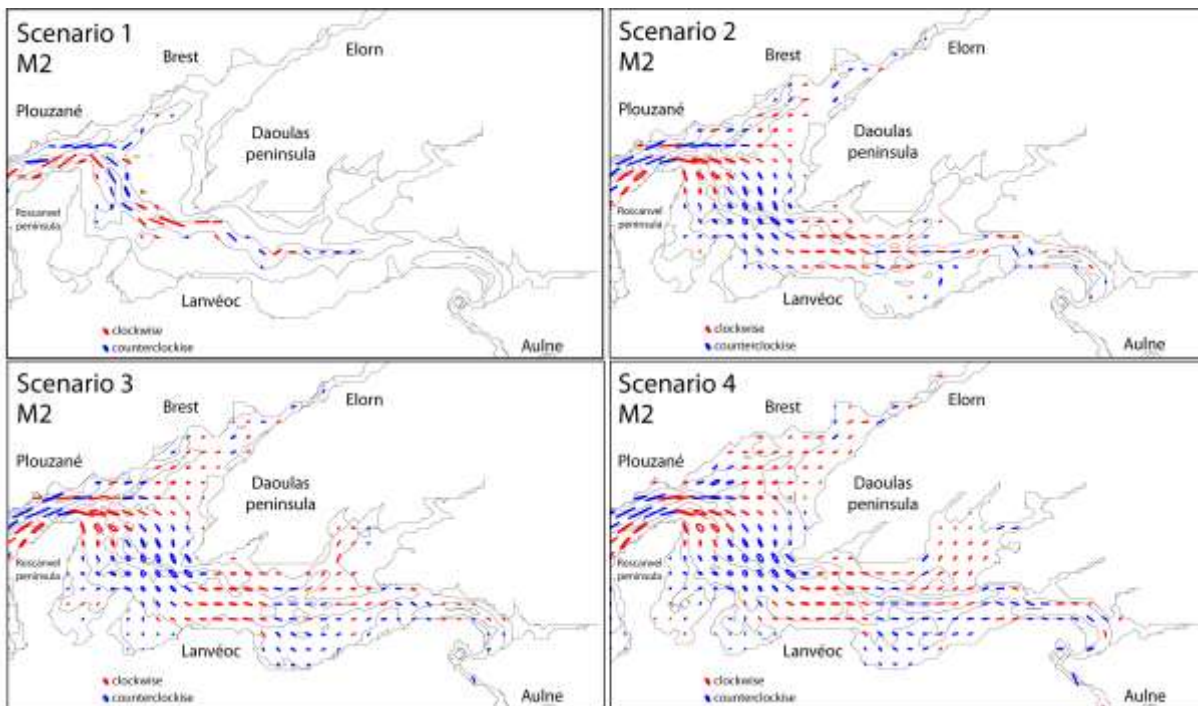 Scenario 1
M2
Brest
Elorn
Plouzané
Daoulas
peninsula
Roscanvel
peninsula
Lanvéoc
clockwise
counterclockise
Aulne
Scenario 2
M2
Brest
Elorn
Plouzané
Daoulas
peninsula
Roscanvel
peninsula
Lanvéoc
clockwise
counterclockise
Aulne
Scenario 3
M2
Brest
Elorn
Plouzané
Daoulas
peninsula
Roscanvel
peninsula
Lanvéoc
clockwise
counterclockise
Aulne
Scenario 4
M2
Brest
Elorn
Plouzané
Daoulas
peninsula
Roscanvel
peninsula
Lanvéoc
clockwise
counterclockise
Aulne